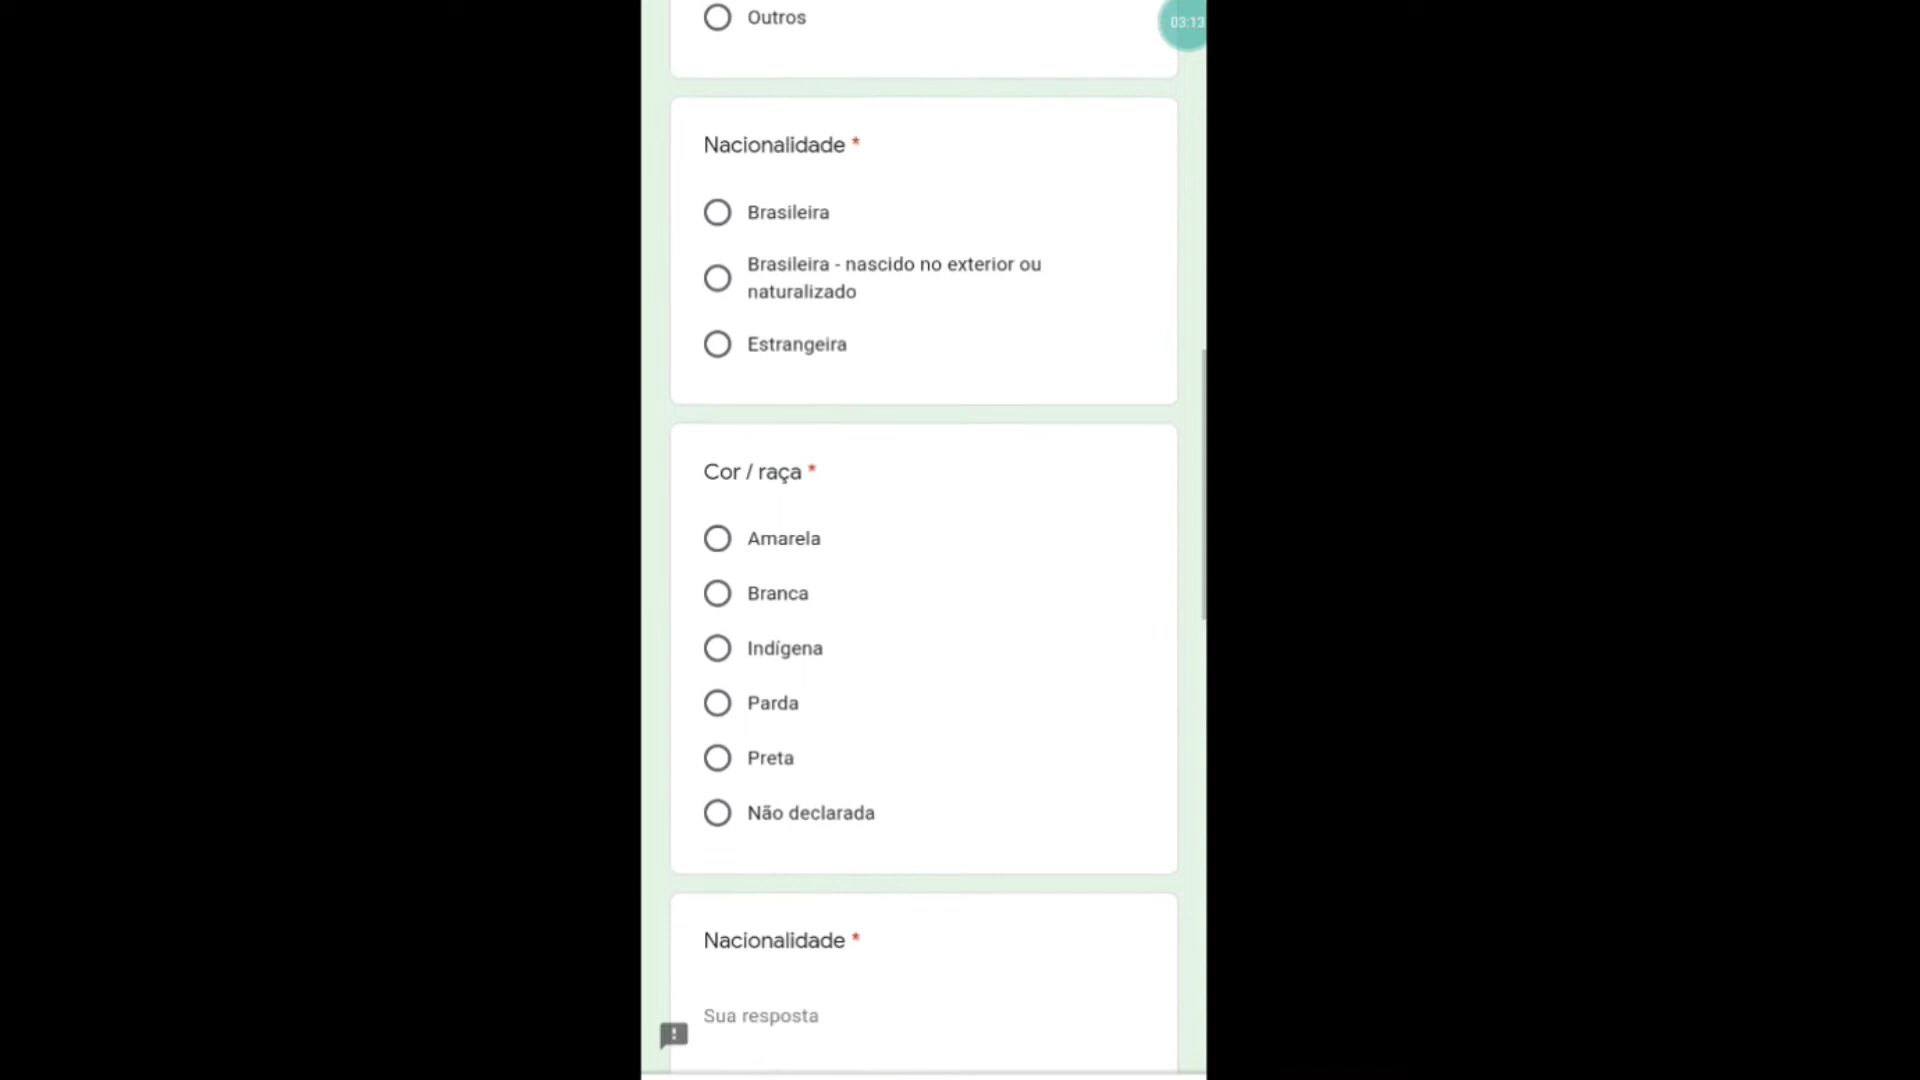 Outros
03:13
Nacionalidade *
Brasileira
Brasileira - nascido no exterior ou
naturalizado
Estrangeira
Cor / raça *
Amarela
Branca
Indígena
Parda
Preta
Não declarada
Nacionalidade *
Sua resposta